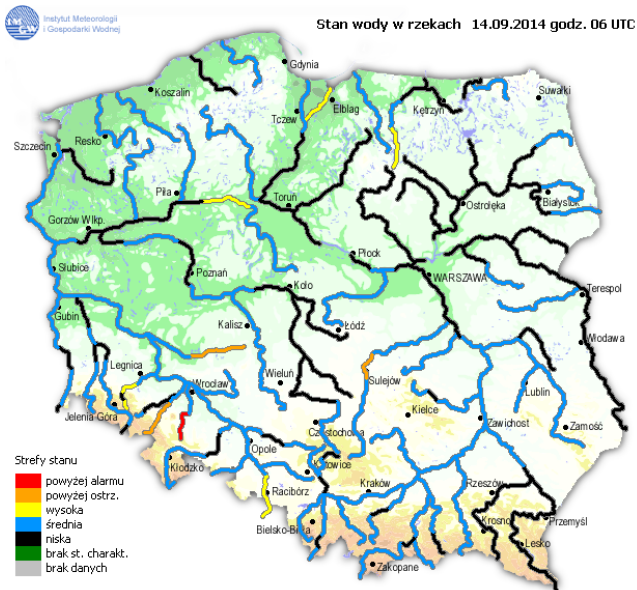 Instytut Meteorologii
i Gospodarki Wodnej
Stan wody w rzekach 14.09.2014 godz. 06 UTC
Gdynia
Koszalin
Suwałki
Elbląg
Kętrzyn
Tczew
Resko
Szczecin
Piła
Białystok
Toruń
Ostrołęka
Gorzów Wlkp.
Płock
Słubice
Poznań
WARSZAWA
Koło
Terespol
Gubin
Kalisz
Łódź
Włodawa
Legnica
Wieluń
Sulejów
Wrocław
Lublin
Jelenia Góra
Kielce
Zawichost
Zamość
Częstochowa
Opole
Strefy stanu
Kłodzko
Katowice
powyżej alarmu
Kraków
Rzeszów
powyżej ostrz.
Racibórz
wysoka
średnia
Bielsko-Biała
Krosno
Przemyśl
niska
Lesko
brak st. charakt.
Zakopane
brak danych